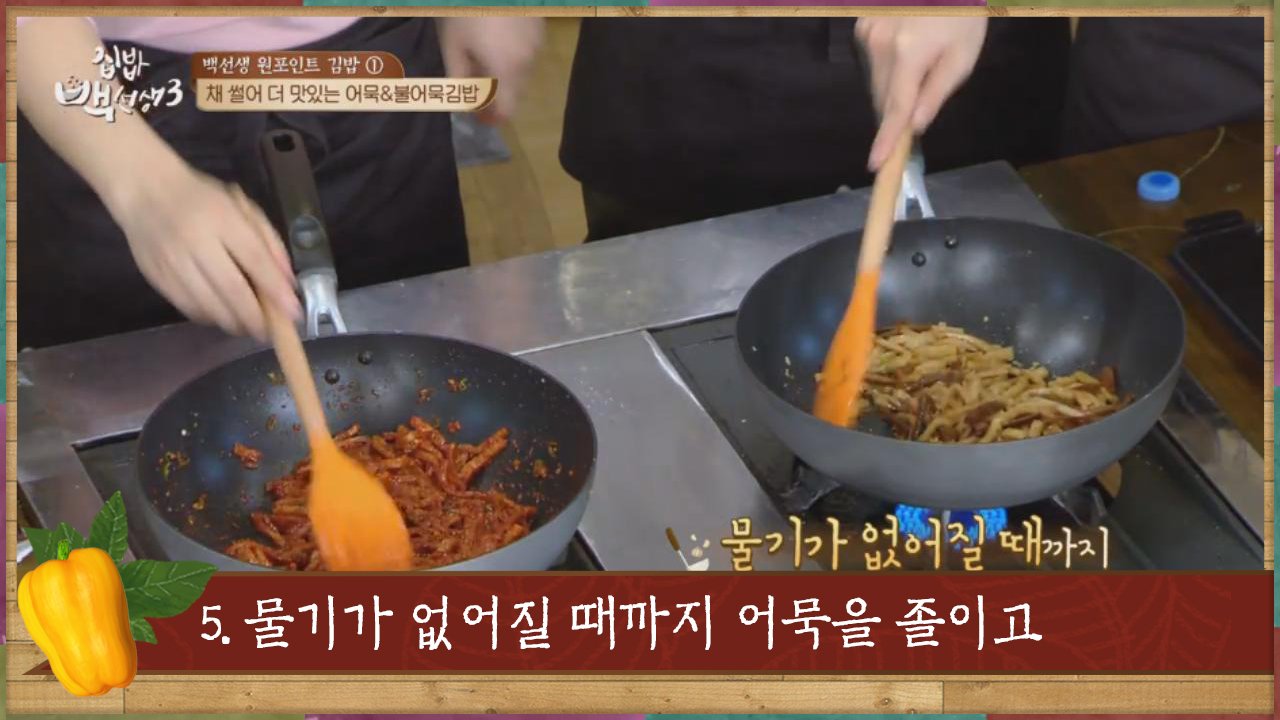 집밥
백선생3
백선생 원포인트 김밥 ①
채 썰어 더 맛있는 어묵&불어묵김밥
물기가 없어질 때까지
5. 물기가 없어질 때까지 어묵을 졸이고